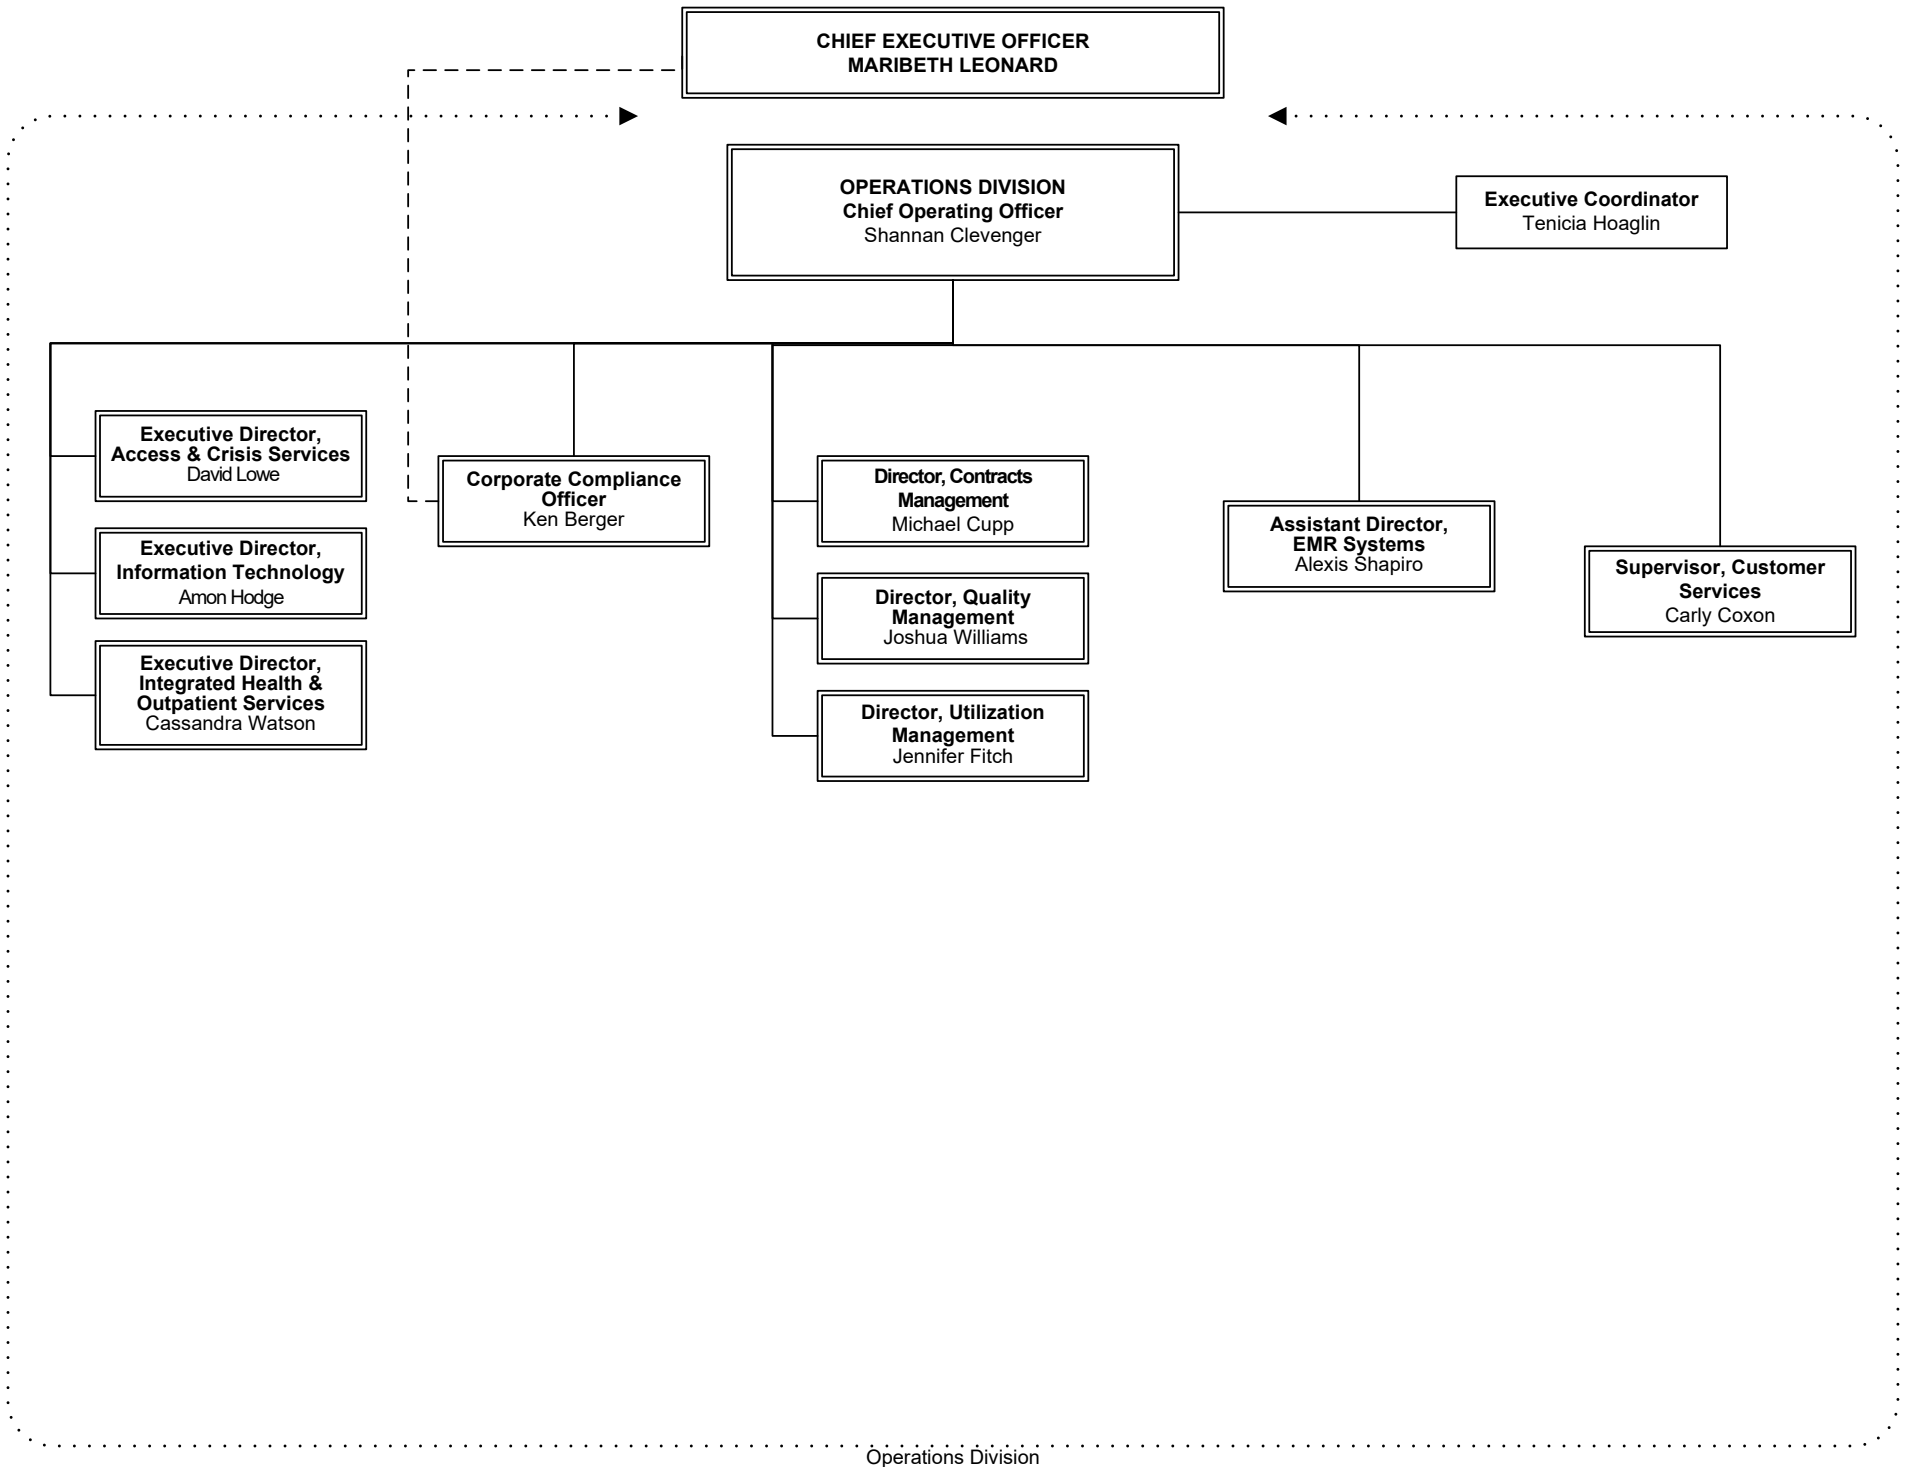 CHIEF EXECUTIVE OFFICER
MARIBETH LEONARD
OPERATIONS DIVISION
Chief Operating Officer
Shannan Clevenger
Executive Coordinator
Tenicia Hoaglin
Executive Director,
Access & Crisis Services
David Lowe
Executive Director,
Information Technology
Amon Hodge
Executive Director,
Integrated Health &
Outpatient Services
Cassandra Watson
Corporate Compliance
Officer
Ken Berger
Director, Contracts
Management
Michael Cupp
Director, Quality
Management
Joshua Williams
Director, Utilization
Management
Jennifer Fitch
Assistant Director,
EMR Systems
Alexis Shapiro
Supervisor, Customer
Services
Carly Coxon
Operations Division